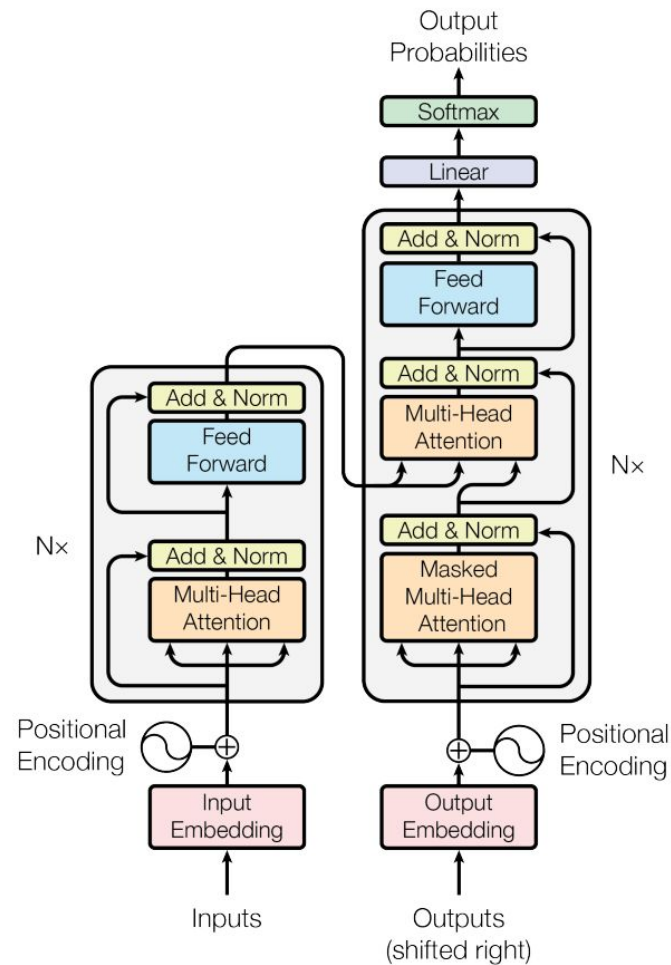 Output
Probabilities
Softmax
Linear
Add & Norm
Feed
Forward
Add & Norm
Multi-Head
Attention
Add & Norm
Masked
Multi-Head
Attention
N×
Add & Norm
Feed
Forward
Add & Norm
Multi-Head
Attention
N×
Positional
Encoding
Positional
Encoding
Input
Embedding
Output
Embedding
Inputs
Outputs
(shifted right)